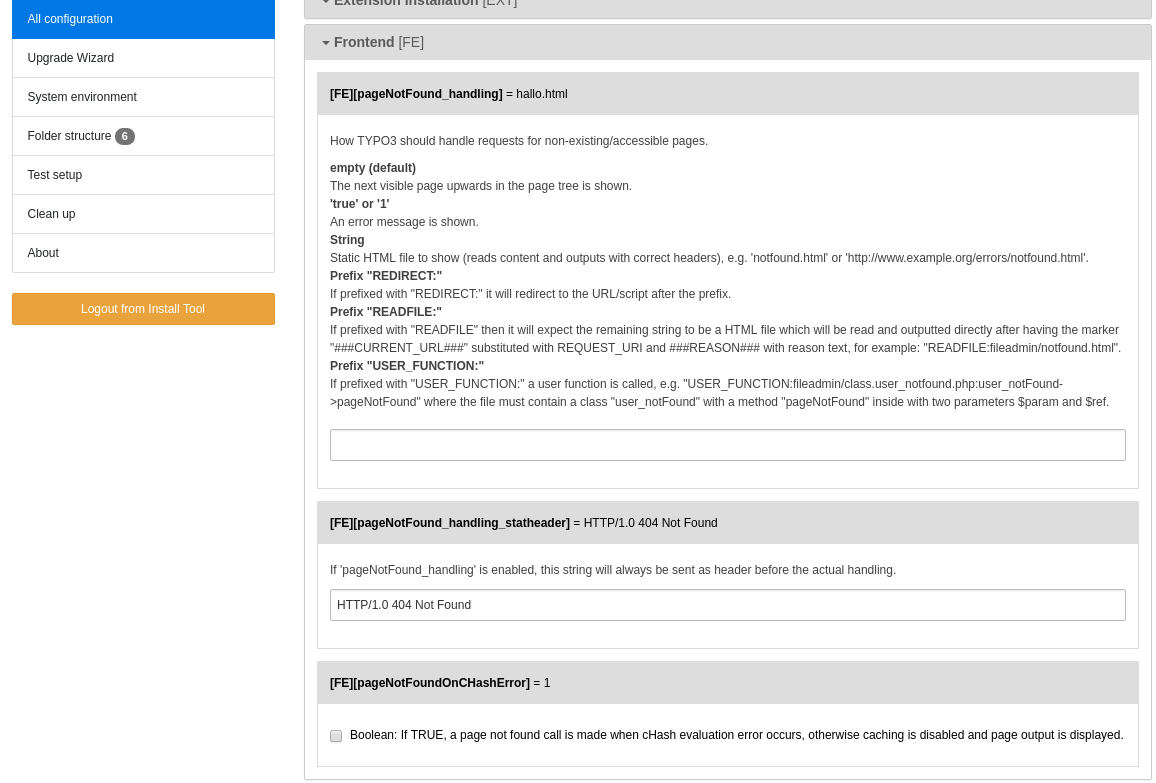 All configuration
Upgrade Wizard
System environment
Folder structure 6
Test setup
Clean up
About
Logout from Install Tool
Extension Installation [EXT]
Frontend [FE]
[FE][pageNotFound_handling] = hallo.html
How TYPO3 should handle requests for non-existing/accessible pages.
empty (default)
The next visible page upwards in the page tree is shown.
'true' or '1'
An error message is shown.
String
Static HTML file to show (reads content and outputs with correct headers), e.g. 'notfound.html' or 'http://www.example.org/errors/notfound.html'.
Prefix "REDIRECT:"
If prefixed with "REDIRECT:" it will redirect to the URL/script after the prefix.
Prefix "READFILE:"
If prefixed with "READFILE" then it will expect the remaining string to be a HTML file which will be read and outputted directly after having the marker
"###CURRENT_URL###" substituted with REQUEST_URI and ###REASON### with reason text, for example: "READFILE:fileadmin/notfound.html".
Prefix "USER_FUNCTION:"
If prefixed with "USER_FUNCTION:" a user function is called, e.g. "USER_FUNCTION:fileadmin/class.user_notfound.php:user_notFound-
>pageNotFound" where the file must contain a class "user_notFound" with a method "pageNotFound" inside with two parameters $param and $ref.
[FE][pageNotFound_handling_statheader] = HTTP/1.0 404 Not Found
If 'pageNotFound_handling' is enabled, this string will always be sent as header before the actual handling.
HTTP/1.0 404 Not Found
[FE][pageNotFoundOnCHashError] = 1
Boolean: If TRUE, a page not found call is made when cHash evaluation error occurs, otherwise caching is disabled and page output is displayed.